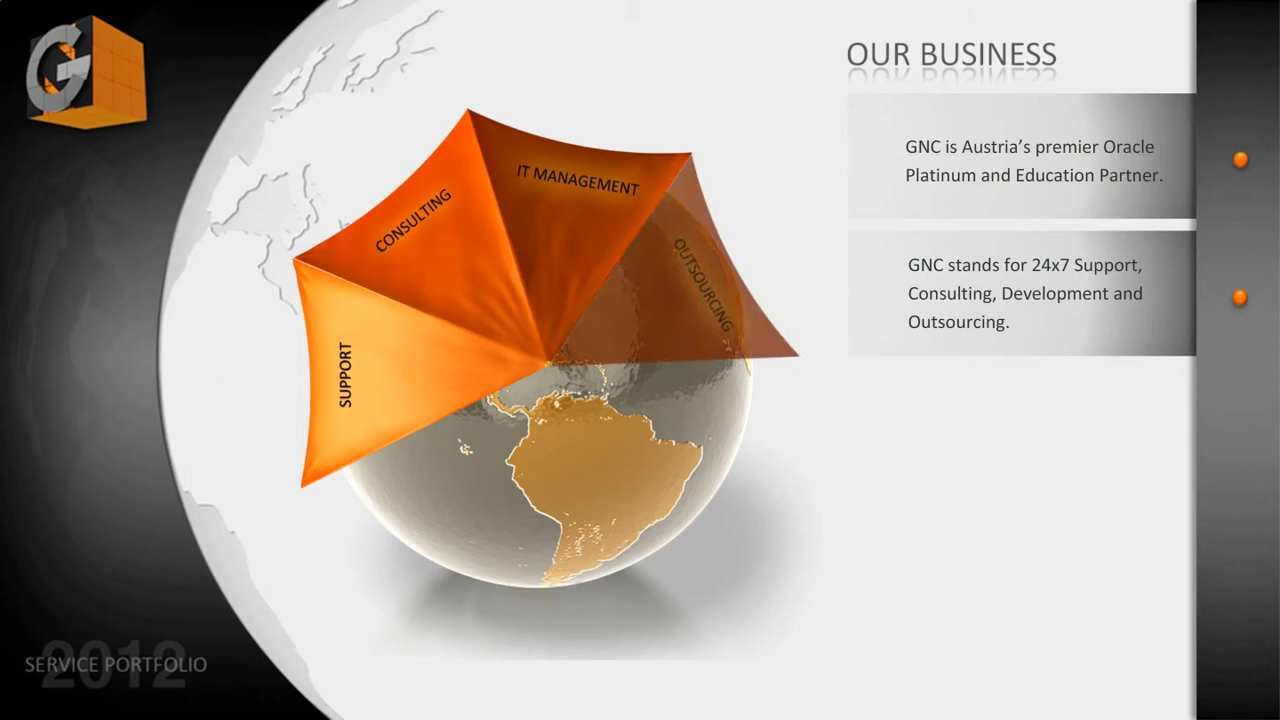 OUR BUSINESS
GNC is Austria’s premier Oracle
Platinum and Education Partner.
GNC stands for 24x7 Support,
Consulting, Development and
Outsourcing.
SUPPORT
CONSULTING
IT MANAGEMENT
OUTSOURCING
2012
SERVICE PORTFOLIO
G